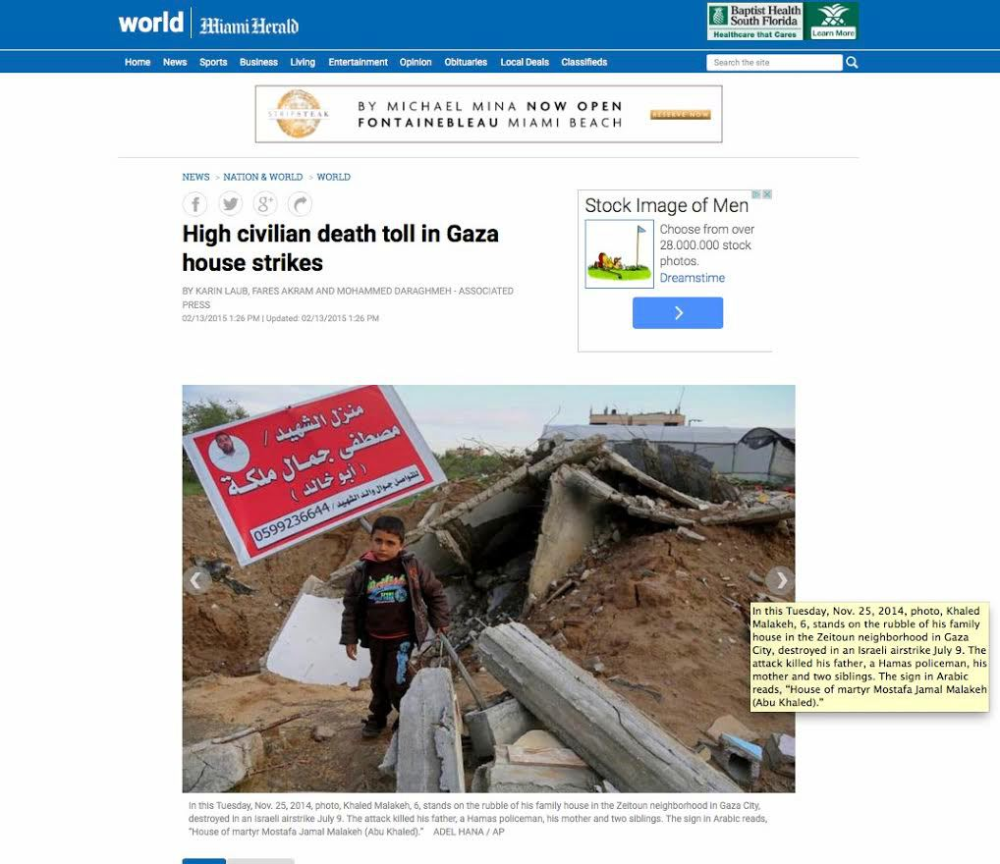 world Miami Herald
Baptist Health
South Florida
Healthcare that Cares
Learn More
Home News Sports Business Living Entertainment Opinion Obituaries Local Deals Classifieds
Search the site
STRIPSTEAK
BY MICHAEL MINA NOW OPEN
FONTAINEBLEAU MIAMI BEACH
RESERVE NOW
NEWS > NATION & WORLD > WORLD
High civilian death toll in Gaza
house strikes
BY KARIN LAUB, FARES AKRAM AND MOHAMMED DARAGHMEH - ASSOCIATED
PRESS
02/13/2015 1:26 PM | Updated: 02/13/2015 1:26 PM
Stock Image of Men
Choose from over
28.000.000 stock
photos.
Dreamstime
منزل الشهيد /
مصطفى جمال ملكة
( أبو خالد )
للتواصل جوال والد الشهيد / 0599236644
In this Tuesday, Nov. 25, 2014, photo, Khaled
Malakeh, 6, stands on the rubble of his family
house in the Zeitoun neighborhood in Gaza
City, destroyed in an Israeli airstrike July 9. The
attack killed his father, a Hamas policeman, his
mother and two siblings. The sign in Arabic
reads, “House of martyr Mostafa Jamal Malakeh
(Abu Khaled).”
In this Tuesday, Nov. 25, 2014, photo, Khaled Malakeh, 6, stands on the rubble of his family house in the Zeitoun neighborhood in Gaza City,
destroyed in an Israeli airstrike July 9. The attack killed his father, a Hamas policeman, his mother and two siblings. The sign in Arabic reads,
“House of martyr Mostafa Jamal Malakeh (Abu Khaled).” ADEL HANA / AP